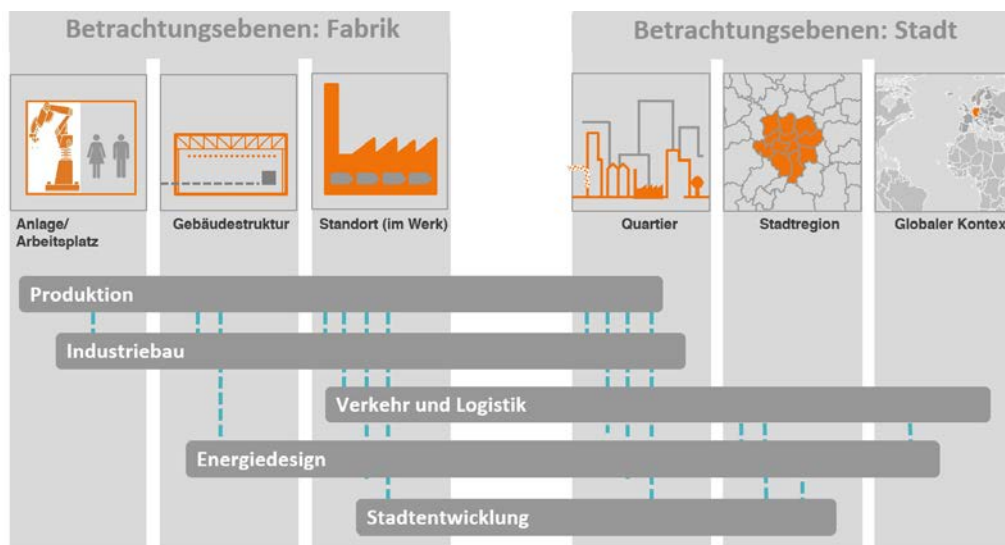 Betrachtungsebenen: Fabrik
Betrachtungsebenen: Stadt
Anlage/
Arbeitsplatz
Gebäudestruktur
Standort (im Werk)
Quartier
Stadtregion
Globaler Kontex
Produktion
Industriebau
Verkehr und Logistik
Energiedesign
Stadtentwicklung